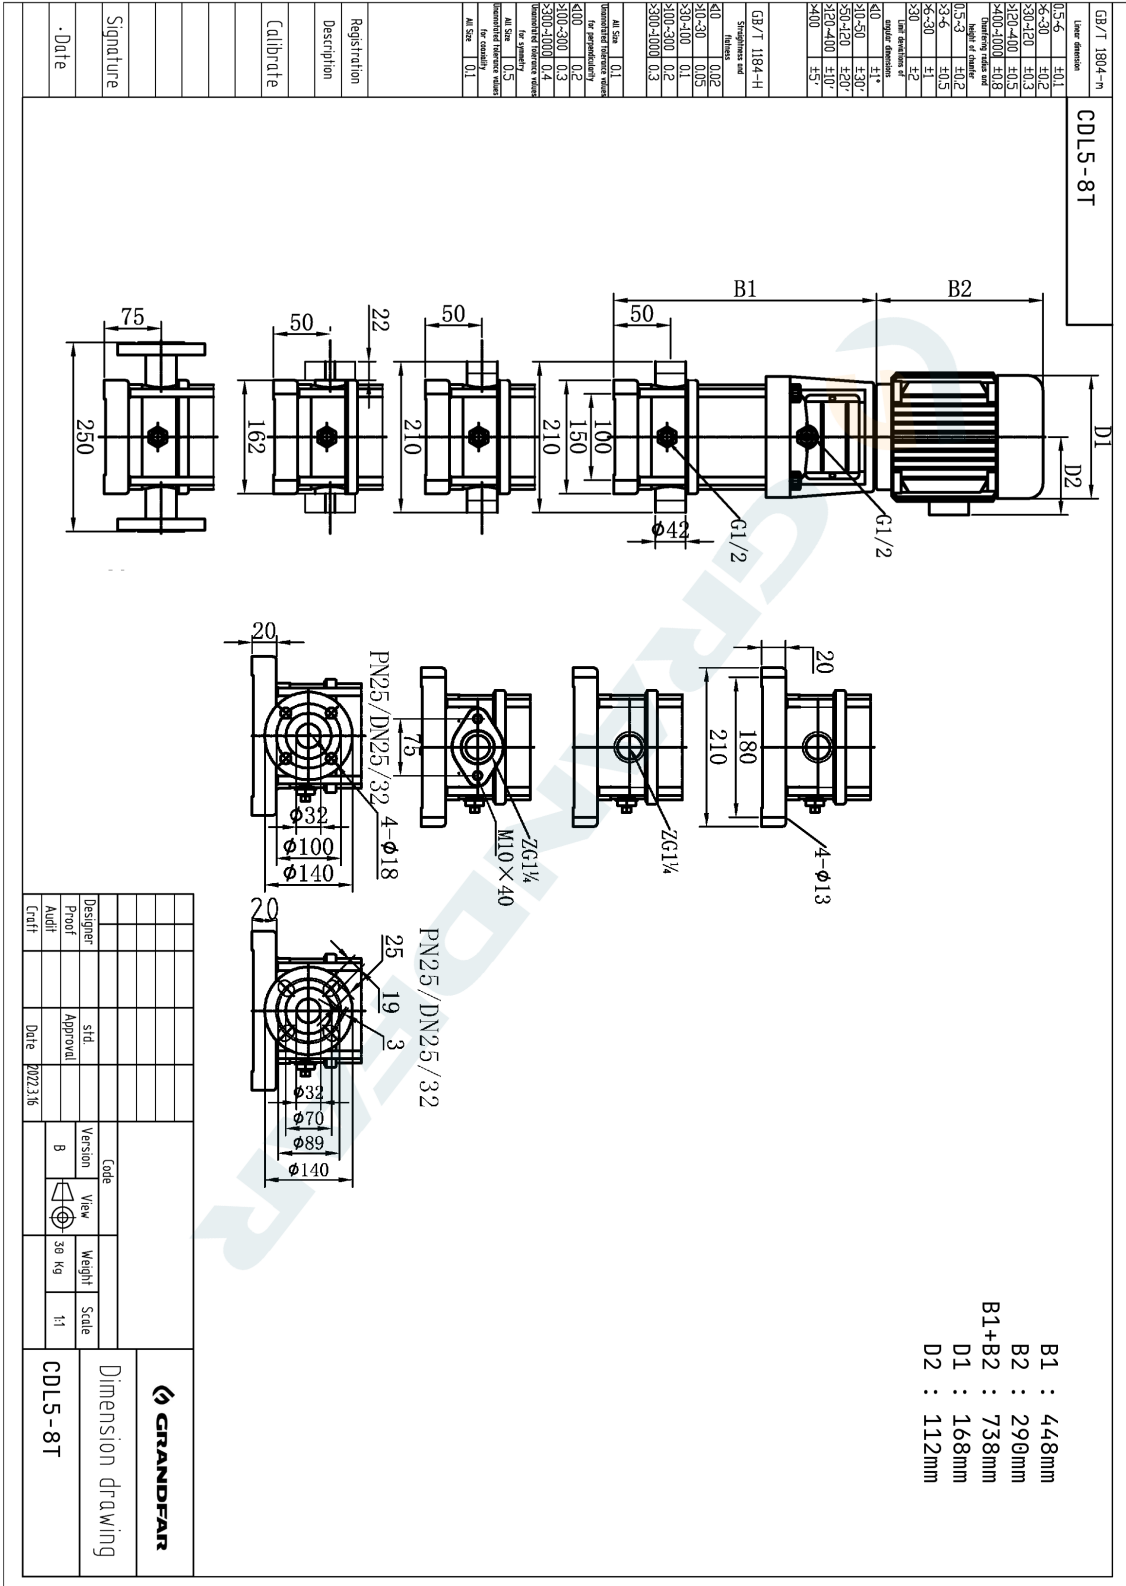 CDL5-8T
GB/T 1804-m
Linear dimension
0.5~6 ±0.1
>6~30 ±0.2
>30~120 ±0.3
>120~400 ±0.5
>400~1000 ±0.8
Chamfering radius and
height of chamfer
0.5~3 ±0.2
>3~6 ±0.5
>6~30 ±1
>30 ±2
Limit deviations of
angular dimensions
≤10 ±1°
>10~50 ±30'
>50~120 ±20'
>120~400 ±10'
>400 ±5'
GB/T 1184-H
Straightness and
flatness
≤10 0.02
>10~30 0.05
>30~100 0.1
>100~300 0.2
>300~1000 0.3
All Size 0.1
Unannotated tolerance values
for perpendicularity
≤100 0.2
>100~300 0.3
>300~1000 0.4
Unannotated tolerance values
for symmetry
All Size 0.5
Unannotated tolerance values
for coaxiality
All Size 0.1
Registration
Description
Calibrate
Signature
·Date
D1
D2
B2
B1
G1/2
G1/2
50
100
150
210
ϕ42
50
210
22
50
162
75
250
20
180
210
4-ϕ13
ZG1¼
75
ZG1¼
M10×40
PN25/DN25/32
20
4-ϕ18
ϕ32
ϕ100
ϕ140
PN25/DN25/32
20
25
19
3
ϕ32
ϕ70
ϕ89
ϕ140
B1 : 448mm
B2 : 290mm
B1+B2 : 738mm
D1 : 168mm
D2 : 112mm
GRANDFAR
Designer
Proof
Audit
Craft
std.
Approval
Date 2022.3.16
Code
Version View Weight Scale
B 30 Kg 1:1
GRANDFAR
Dimension drawing
CDL5-8T